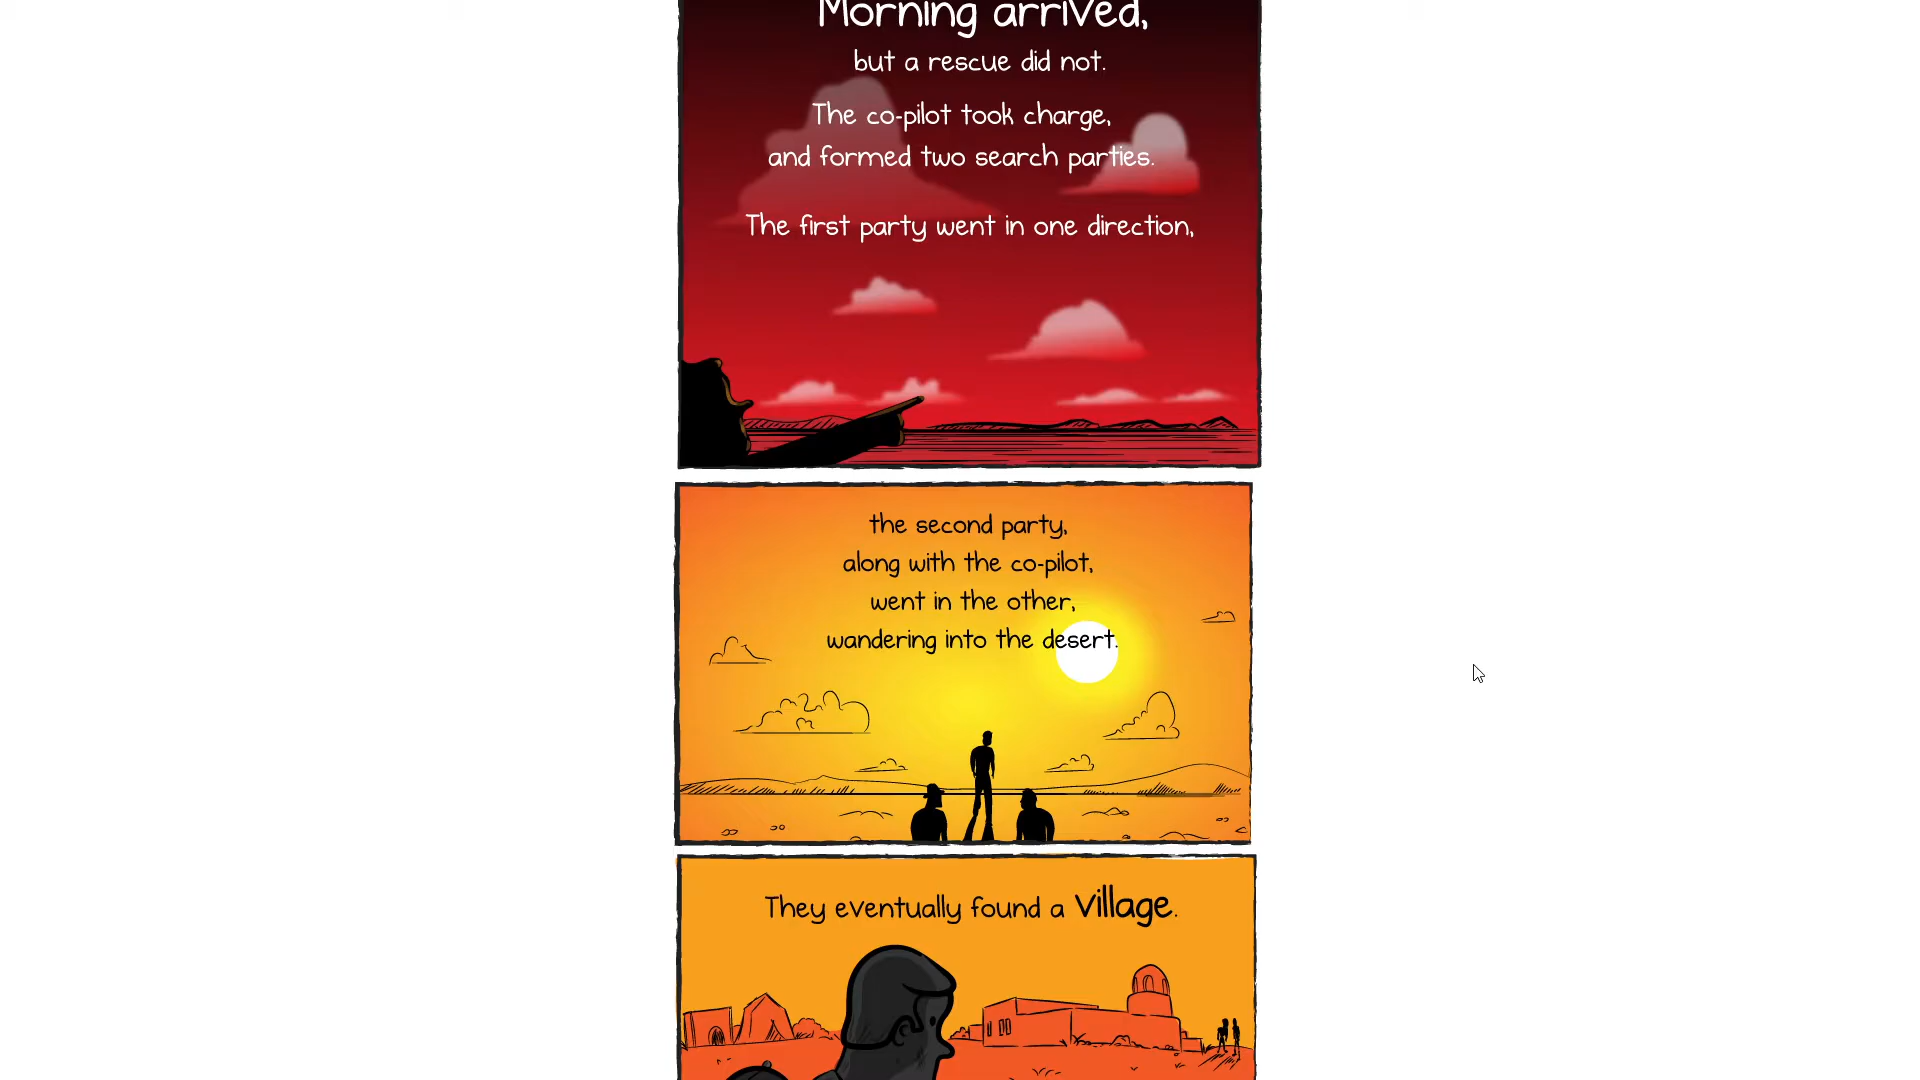 Morning arrived,
but a rescue did not.
The co-pilot took charge,
and formed two search parties.
The first party went in one direction,
the second party,
along with the co-pilot,
went in the other,
wandering into the desert.
They eventually found a village.